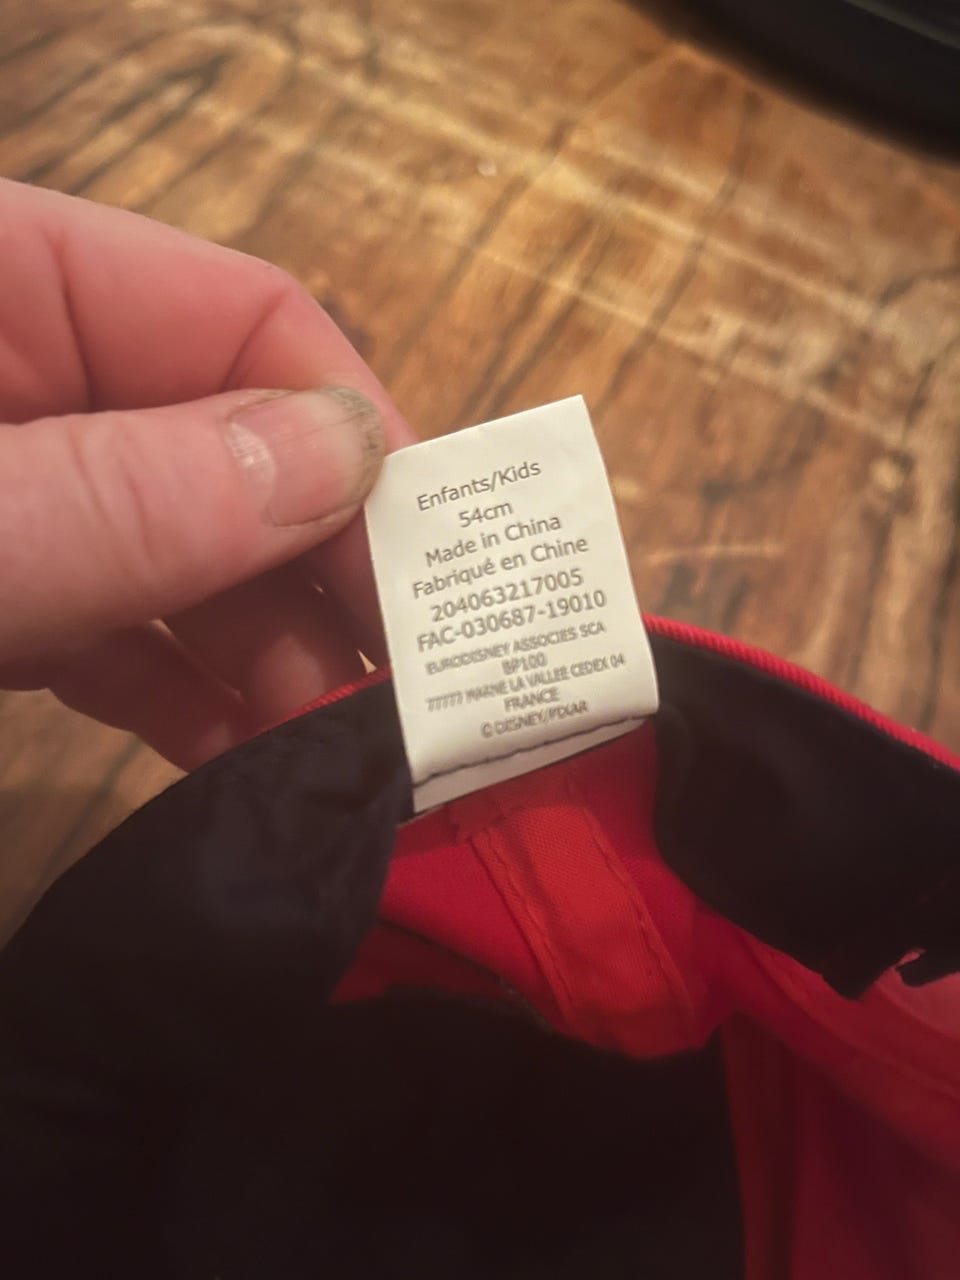 Enfants/Kids
54cm
Made in China
Fabriqué en Chine
204063217005
FAC-030687-19010
EURODISNEY ASSOCIES SCA
BP100
77777 MARNE LA VALLEE CEDEX 04
FRANCE
© DISNEY/PIXAR